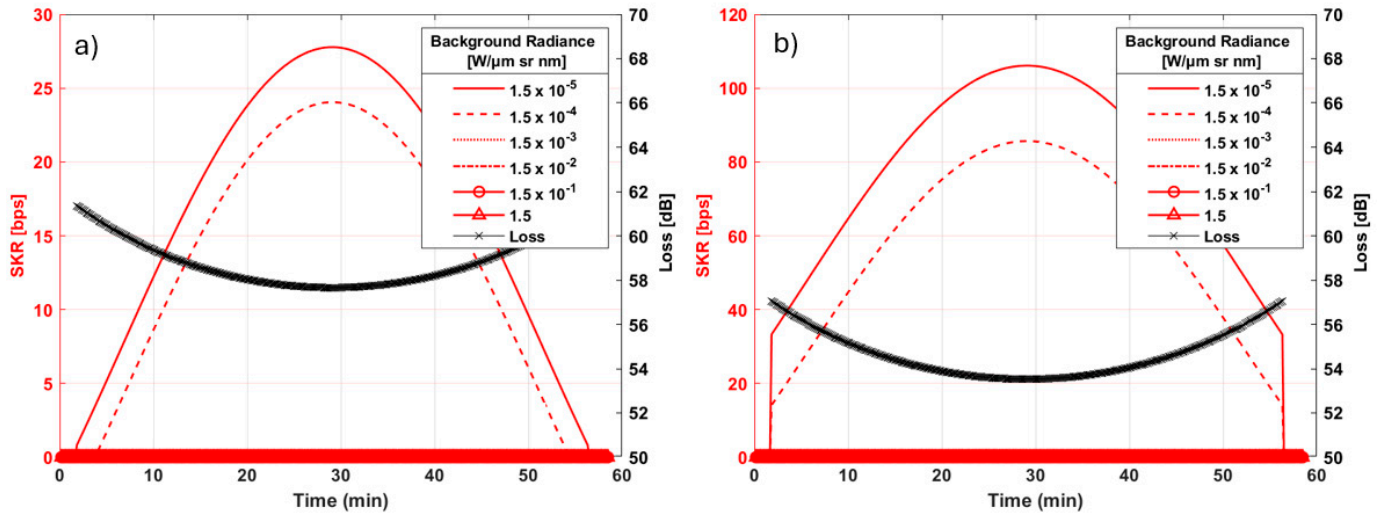 a)
SKR [bps]
30
25
20
15
10
5
0
0 10 20 30 40 50 60
Time (min)
70
68
66
64
62
60
58
56
54
52
50
Loss [dB]
Background Radiance
[W/µm sr nm]
1.5 x 10⁻⁵
1.5 x 10⁻⁴
1.5 x 10⁻³
1.5 x 10⁻²
1.5 x 10⁻¹
1.5
Loss
b)
SKR [bps]
120
100
80
60
40
20
0
0 10 20 30 40 50 60
Time (min)
70
68
66
64
62
60
58
56
54
52
50
Loss [dB]
Background Radiance
[W/µm sr nm]
1.5 x 10⁻⁵
1.5 x 10⁻⁴
1.5 x 10⁻³
1.5 x 10⁻²
1.5 x 10⁻¹
1.5
Loss